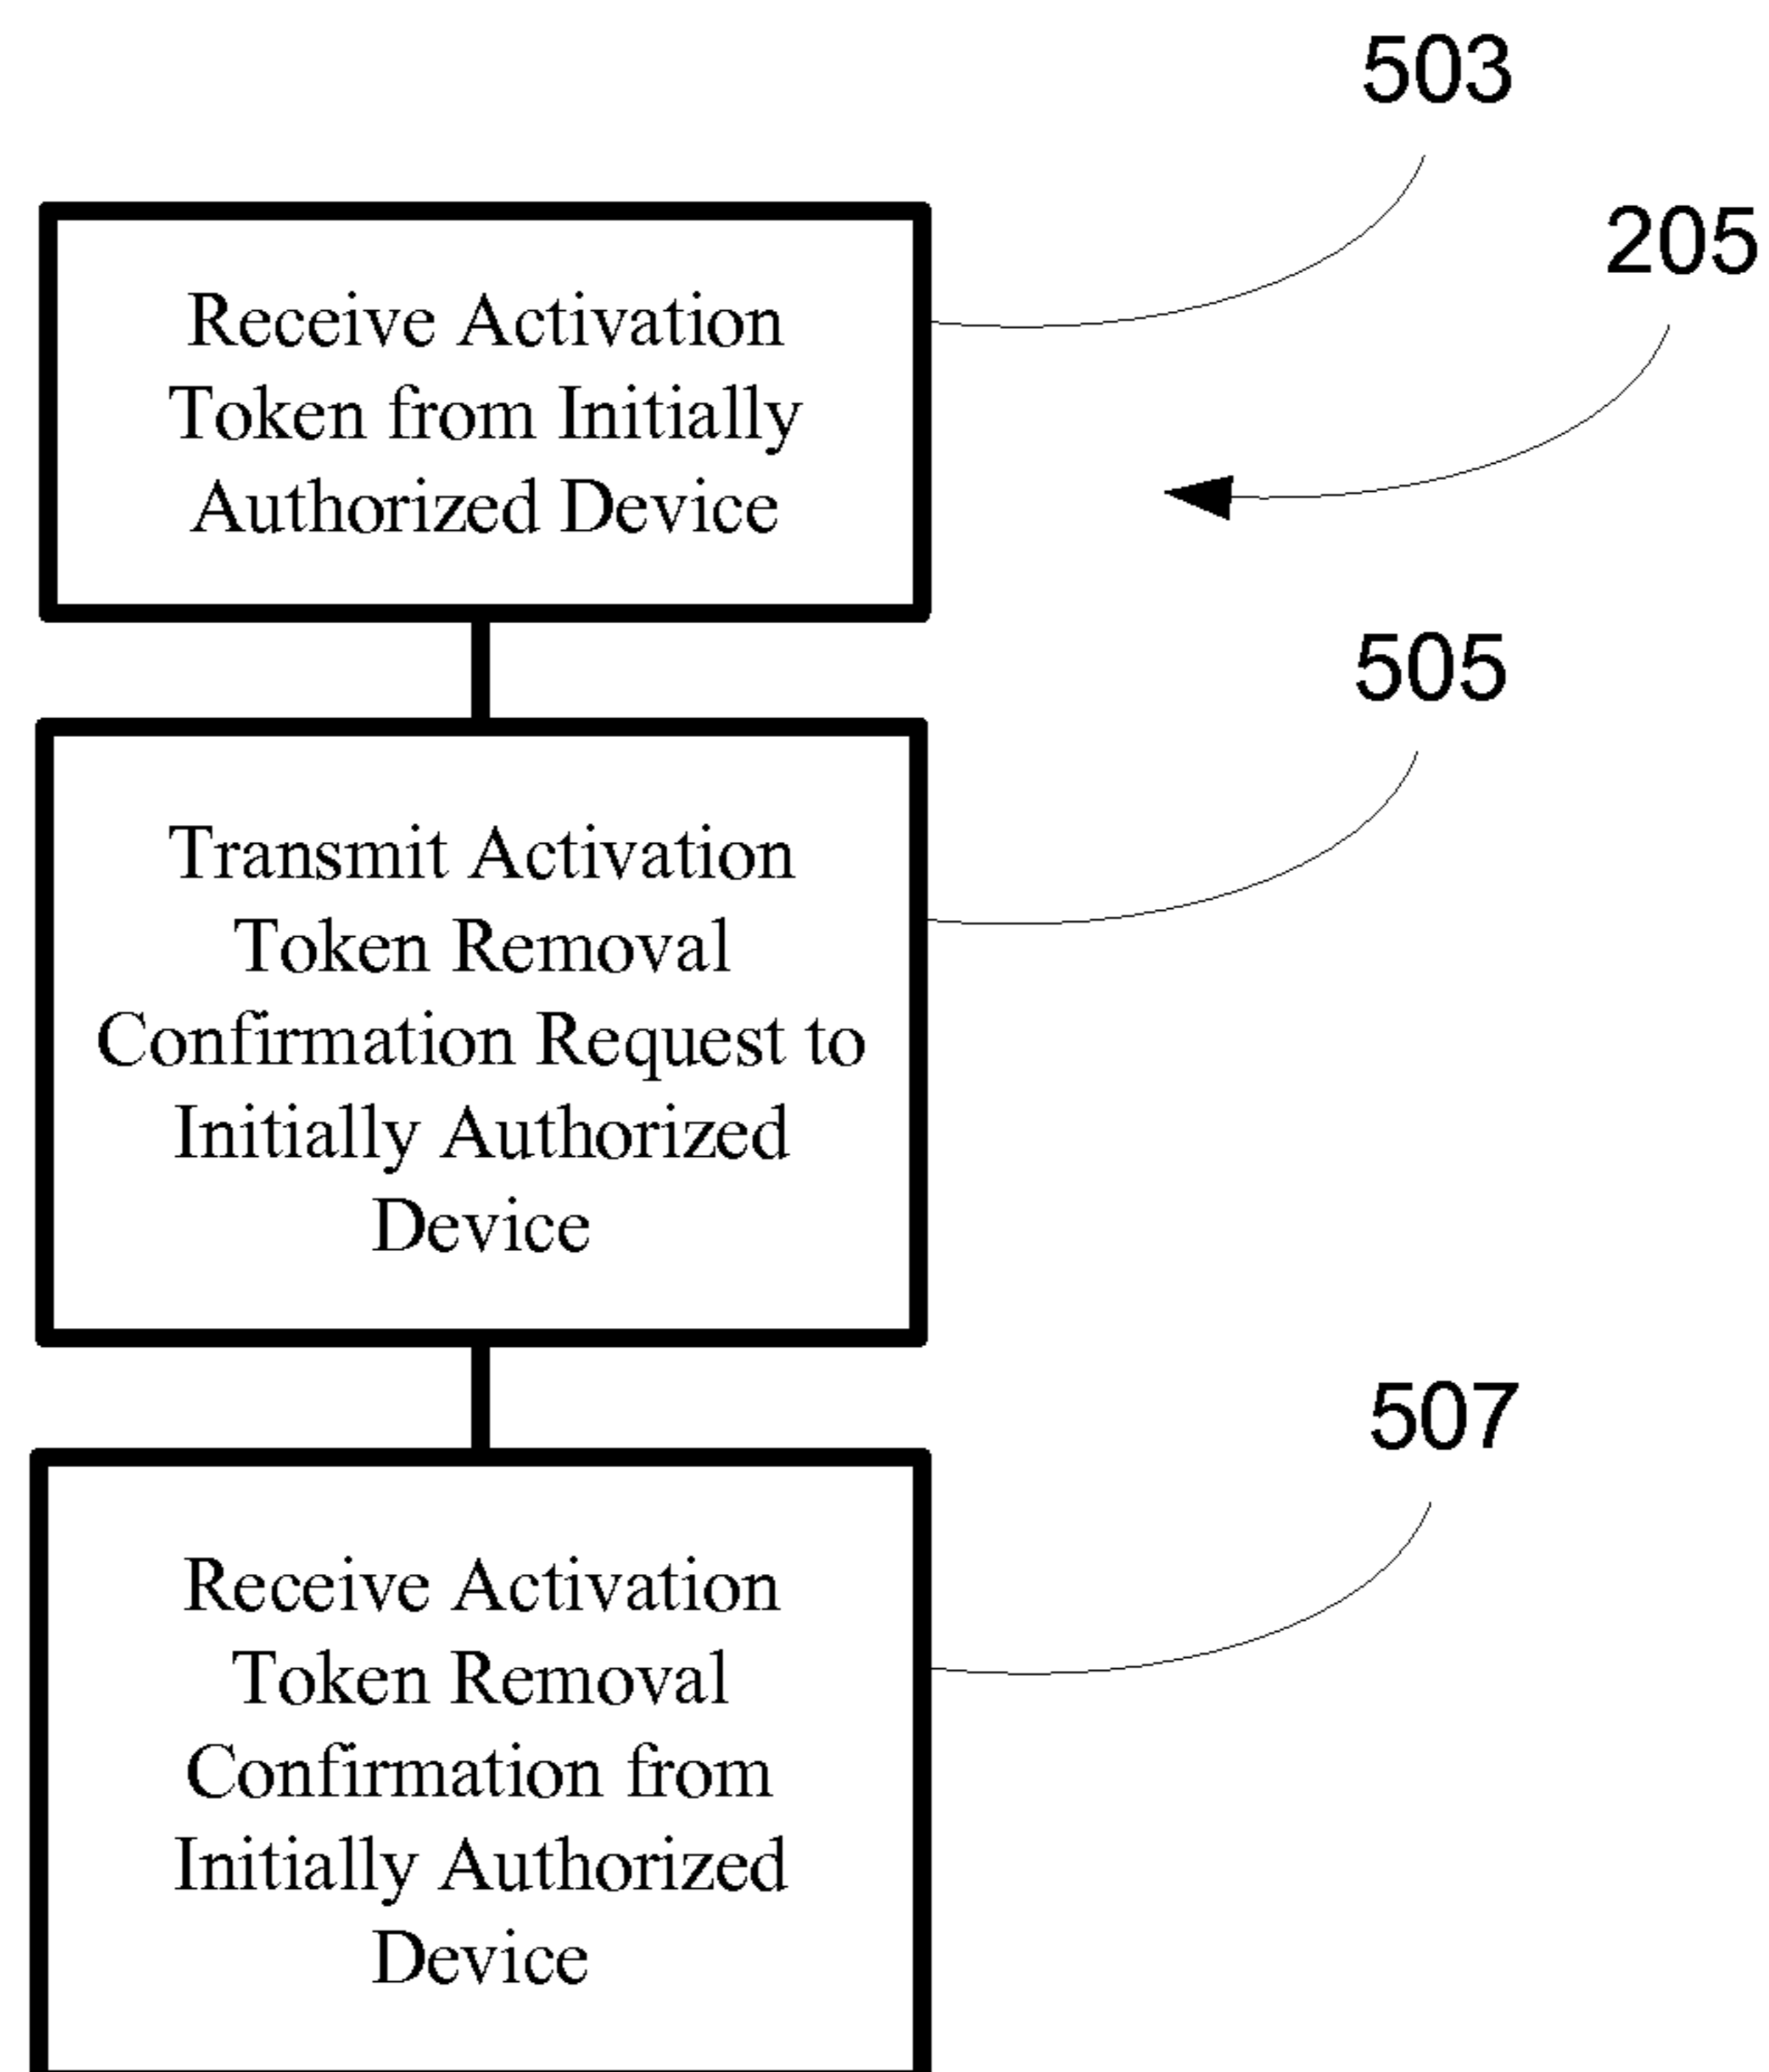 503
205
Receive Activation
Token from Initially
Authorized Device
505
Transmit Activation
Token Removal
Confirmation Request to
Initially Authorized
Device
507
Receive Activation
Token Removal
Confirmation from
Initially Authorized
Device